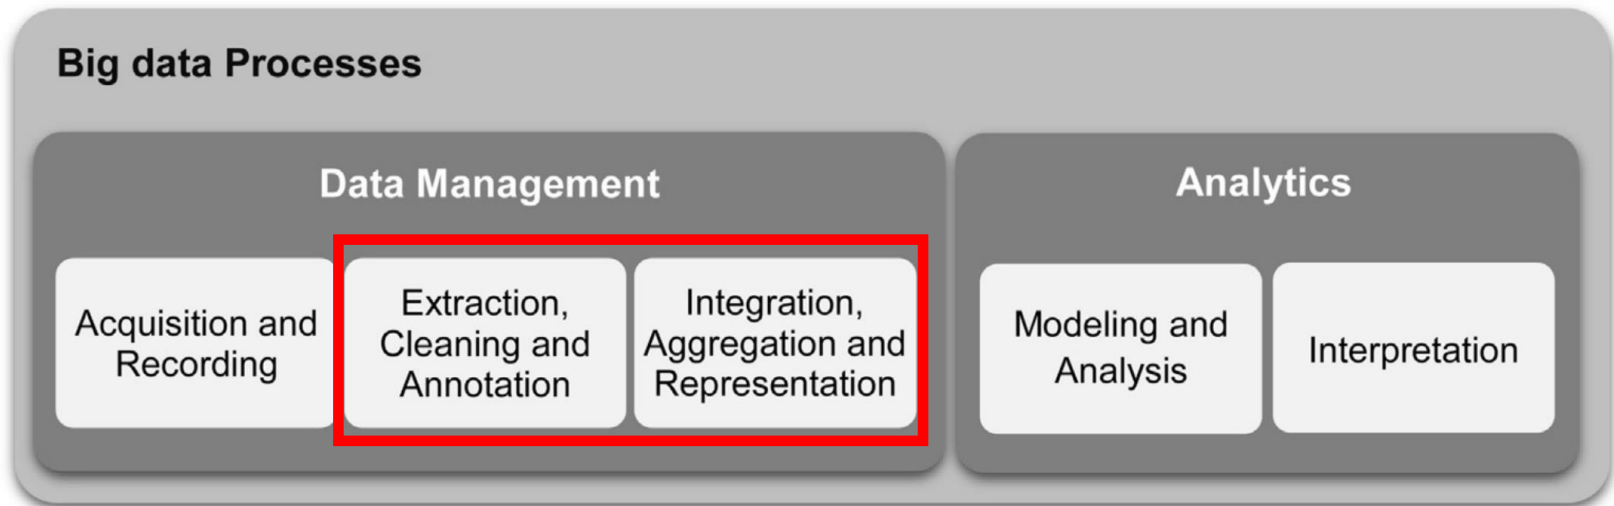 Big data Processes
Data Management
Acquisition and
Recording
Extraction,
Cleaning and
Annotation
Integration,
Aggregation and
Representation
Analytics
Modeling and
Analysis
Interpretation